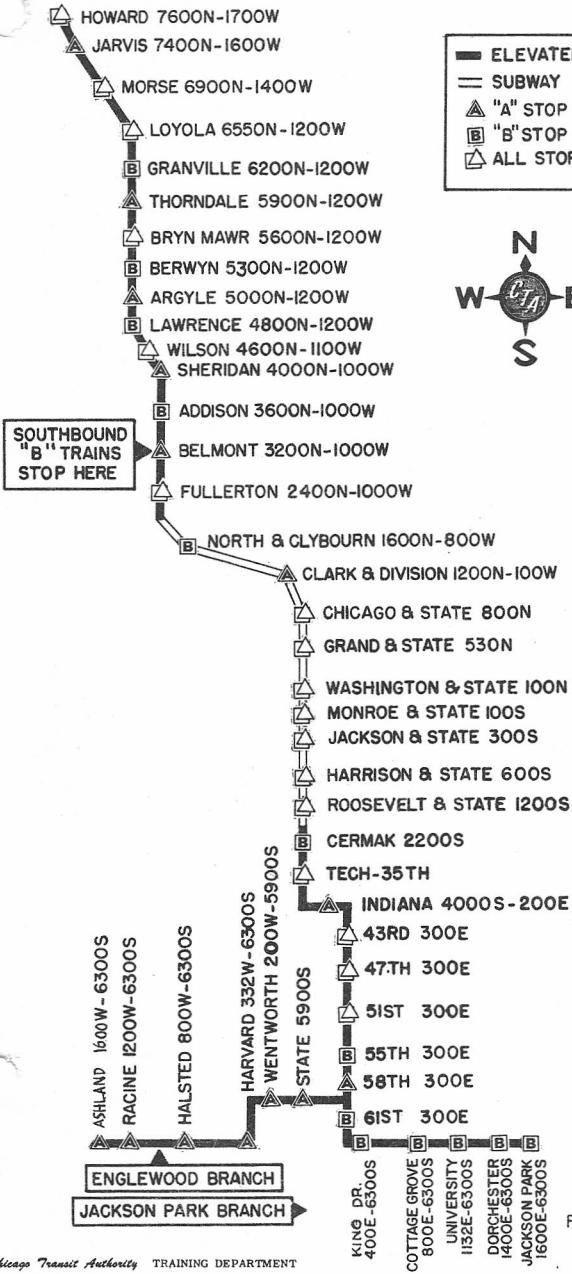 HOWARD 7600N-1700W
JARVIS 7400N-1600W
MORSE 6900N-1400W
LOYOLA 6550N-1200W
B GRANVILLE 6200N-1200W
A THORNDALE 5900N-1200W
BRYN MAWR 5600N-1200W
B BERWYN 5300N-1200W
A ARGYLE 5000N-1200W
B LAWRENCE 4800N-1200W
WILSON 4600N-1100W
A SHERIDAN 4000N-1000W
B ADDISON 3600N-1000W
A BELMONT 3200N-1000W
FULLERTON 2400N-1000W
B NORTH & CLYBOURN 1600N-800W
A CLARK & DIVISION 1200N-100W
CHICAGO & STATE 800N
GRAND & STATE 530N
WASHINGTON & STATE 100N
MONROE & STATE 100S
JACKSON & STATE 300S
HARRISON & STATE 600S
ROOSEVELT & STATE 1200S
B CERMAK 2200S
TECH-35TH
A INDIANA 4000S-200E
43RD 300E
47TH 300E
51ST 300E
B 55TH 300E
A 58TH 300E
B 61ST 300E
SOUTHBOUND
"B" TRAINS
STOP HERE
ELEVATE
SUBWAY
A "A" STOP
B "B" STOP
ALL STO
N
W CTA E
S
ASHLAND 1600W-6300S
RACINE 1200W-6300S
HALSTED 800W-6300S
HARVARD 332W-6300S
WENTWORTH 200W-5900S
STATE 5900S
A A A A A A
ENGLEWOOD BRANCH
JACKSON PARK BRANCH
B B B B B
KING DR.
400E-6300S
COTTAGE GROVE
800E-6300S
UNIVERSITY
1132E-6300S
DORCHESTER
1400E-6300S
JACKSON PARK
1600E-6300S
hicago Transit Authority TRAINING DEPARTMENT